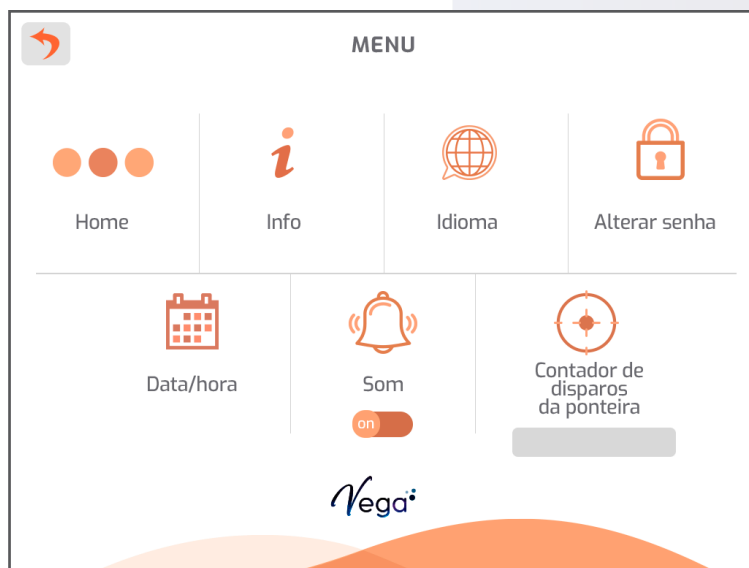 MENU
Home
Info
Idioma
Alterar senha
Data/hora
Som
on
Contador de
disparos
da ponteira
Vega